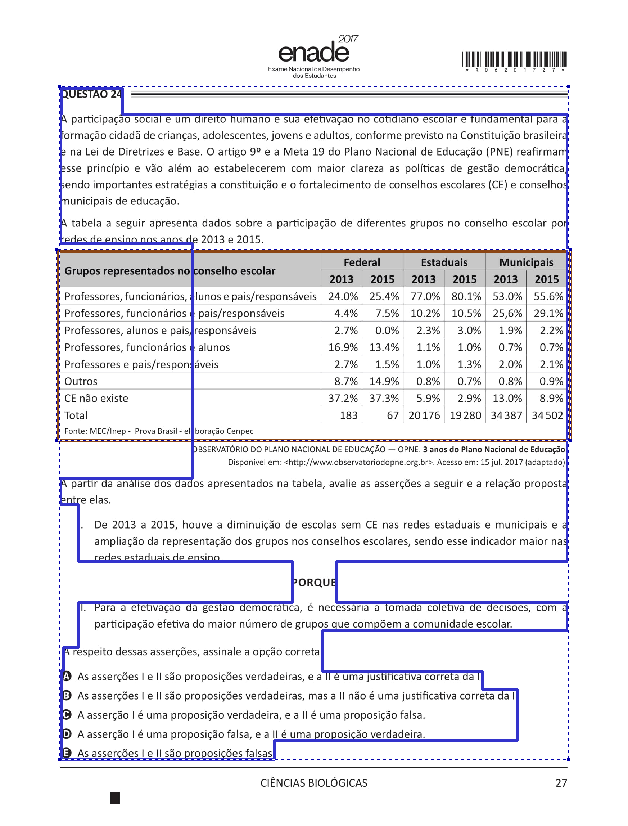 enade 2017
Exame Nacional de Desempenho
dos Estudantes
QUESTÃO 24
A participação social é um direito humano e sua efetivação no cotidiano escolar é fundamental para a
formação cidadã de crianças, adolescentes, jovens e adultos, conforme previsto na Constituição brasileira
e na Lei de Diretrizes e Base. O artigo 9º e a Meta 19 do Plano Nacional de Educação (PNE) reafirmam
esse princípio e vão além ao estabelecerem com maior clareza as políticas de gestão democrática,
sendo importantes estratégias a constituição e o fortalecimento de conselhos escolares (CE) e conselhos
municipais de educação.
A tabela a seguir apresenta dados sobre a participação de diferentes grupos no conselho escolar por
redes de ensino nos anos de 2013 e 2015.
Grupos representados no conselho escolar Federal Estaduais Municipais
2013 2015 2013 2015 2013 2015
Professores, funcionários, alunos e pais/responsáveis 24.0% 25.4% 77.0% 80.1% 53.0% 55.6%
Professores, funcionários e pais/responsáveis 4.4% 7.5% 10.2% 10.5% 25,6% 29.1%
Professores, alunos e pais/responsáveis 2.7% 0.0% 2.3% 3.0% 1.9% 2.2%
Professores, funcionários e alunos 16.9% 13.4% 1.1% 1.0% 0.7% 0.7%
Professores e pais/responsáveis 2.7% 1.5% 1.0% 1.3% 2.0% 2.1%
Outros 8.7% 14.9% 0.8% 0.7% 0.8% 0.9%
CE não existe 37.2% 37.3% 5.9% 2.9% 13.0% 8.9%
Total 183 67 20 176 19 280 34 387 34 502
Fonte: MEC/Inep - Prova Brasil - elaboração Cenpec
OBSERVATÓRIO DO PLANO NACIONAL DE EDUCAÇÃO — OPNE. 3 anos do Plano Nacional de Educação.
Disponível em: <http://www.observatoriodopne.org.br>. Acesso em: 15 jul. 2017 (adaptado).
A partir da análise dos dados apresentados na tabela, avalie as asserções a seguir e a relação proposta
entre elas.
I. De 2013 a 2015, houve a diminuição de escolas sem CE nas redes estaduais e municipais e a
ampliação da representação dos grupos nos conselhos escolares, sendo esse indicador maior nas
redes estaduais de ensino.
PORQUE
II. Para a efetivação da gestão democrática, é necessária a tomada coletiva de decisões, com a
participação efetiva do maior número de grupos que compõem a comunidade escolar.
A respeito dessas asserções, assinale a opção correta.
A As asserções I e II são proposições verdadeiras, e a II é uma justificativa correta da I.
B As asserções I e II são proposições verdadeiras, mas a II não é uma justificativa correta da I.
C A asserção I é uma proposição verdadeira, e a II é uma proposição falsa.
D A asserção I é uma proposição falsa, e a II é uma proposição verdadeira.
E As asserções I e II são proposições falsas.
CIÊNCIAS BIOLÓGICAS 27